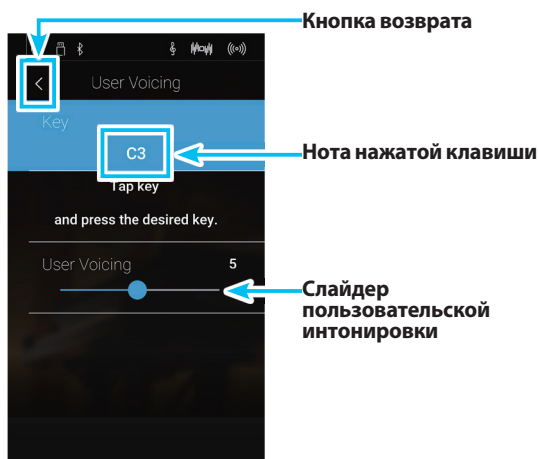 Кнопка возврата
User Voicing
Key
C3
Нота нажатой клавиши
Tap key
and press the desired key.
User Voicing 5
Слайдер
пользовательской
интонировки